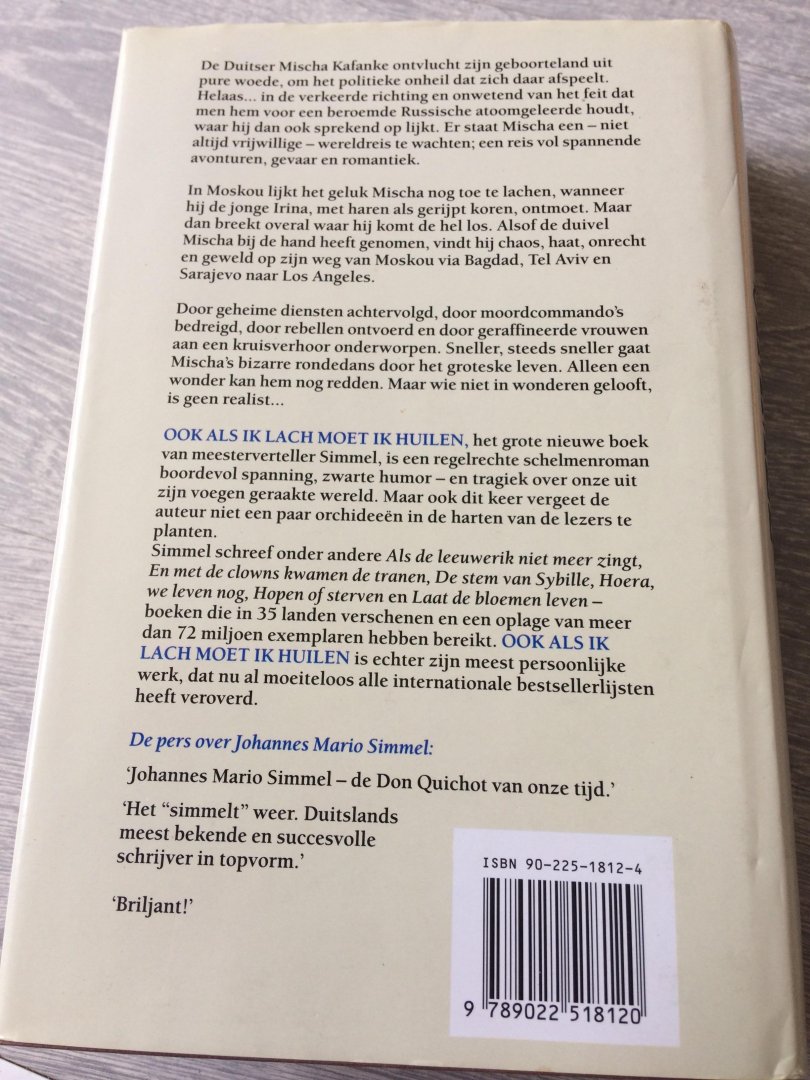 De Duitser Mischa Kafanke ontvlucht zijn geboorteland uit
pure woede, om het politieke onheil dat zich daar afspeelt.
Helaas... in de verkeerde richting en onwetend van het feit dat
men hem voor een beroemde Russische atoomgeleerde houdt,
waar hij dan ook sprekend op lijkt. Er staat Mischa een – niet
altijd vrijwillige – wereldreis te wachten; een reis vol spannende
avonturen, gevaar en romantiek.
In Moskou lijkt het geluk Mischa nog toe te lachen, wanneer
hij de jonge Irina, met haren als gerijpt koren, ontmoet. Maar
dan breekt overal waar hij komt de hel los. Alsof de duivel
Mischa bij de hand heeft genomen, vindt hij chaos, haat, onrecht
en geweld op zijn weg van Moskou via Bagdad, Tel Aviv en
Sarajevo naar Los Angeles.
Door geheime diensten achtervolgd, door moordcommando's
bedreigd, door rebellen ontvoerd en door geraffineerde vrouwen
aan een kruisverhoor onderworpen. Sneller, steeds sneller gaat
Mischa's bizarre rondedans door het groteske leven. Alleen een
wonder kan hem nog redden. Maar wie niet in wonderen gelooft,
is geen realist...
OOK ALS IK LACH MOET IK HUILEN, het grote nieuwe boek
van meesterverteller Simmel, is een regelrechte schelmenroman
boordevol spanning, zwarte humor – en tragiek over onze uit
zijn voegen geraakte wereld. Maar ook dit keer vergeet de
auteur niet een paar orchideeën in de harten van de lezers te
planten.
Simmel schreef onder andere Als de leeuwerik niet meer zingt,
En met de clowns kwamen de tranen, De stem van Sybille, Hoera,
we leven nog, Hopen of sterven en Laat de bloemen leven –
boeken die in 35 landen verschenen en een oplage van meer
dan 72 miljoen exemplaren hebben bereikt. OOK ALS IK
LACH MOET IK HUILEN is echter zijn meest persoonlijke
werk, dat nu al moeiteloos alle internationale bestsellerlijsten
heeft veroverd.
De pers over Johannes Mario Simmel:
'Johannes Mario Simmel – de Don Quichot van onze tijd.'
'Het “simmelt” weer. Duitslands
meest bekende en succesvolle
schrijver in topvorm.'
'Briljant!'
ISBN 90-225-1812-4
9 789022 518120